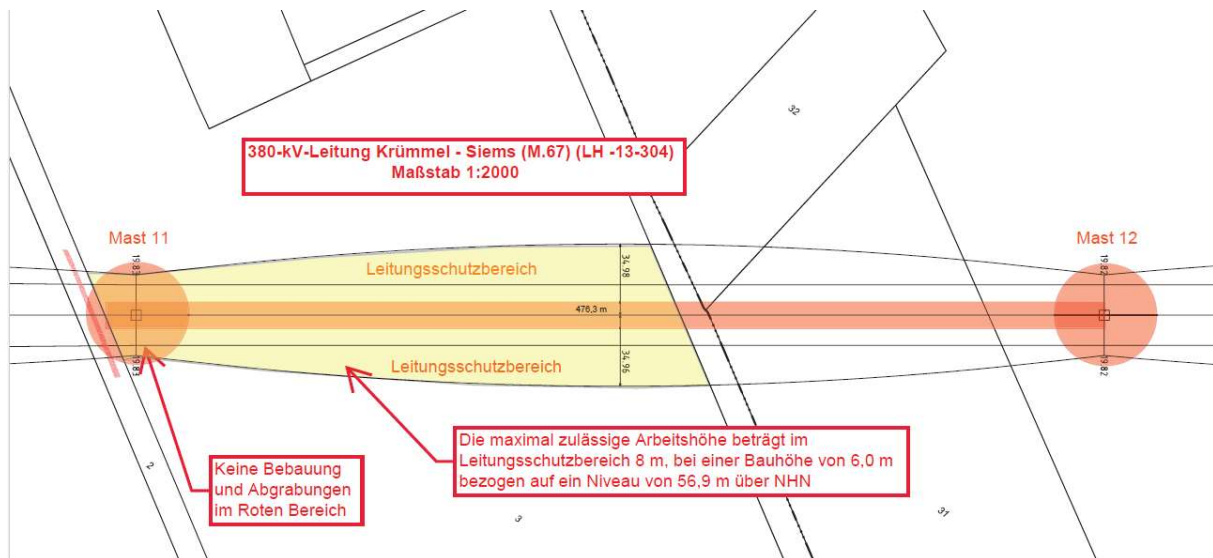 32
380-kV-Leitung Krümmel - Siems (M.67) (LH -13-304)
Maßstab 1:2000
Mast 11
Mast 12
19.83
34.98
19.82
Leitungsschutzbereich
476,3 m
Leitungsschutzbereich
19.83
34.96
19.82
Die maximal zulässige Arbeitshöhe beträgt im
Leitungsschutzbereich 8 m, bei einer Bauhöhe von 6,0 m
bezogen auf ein Niveau von 56,9 m über NHN
Keine Bebauung
und Abgrabungen
im Roten Bereich
2
3
31